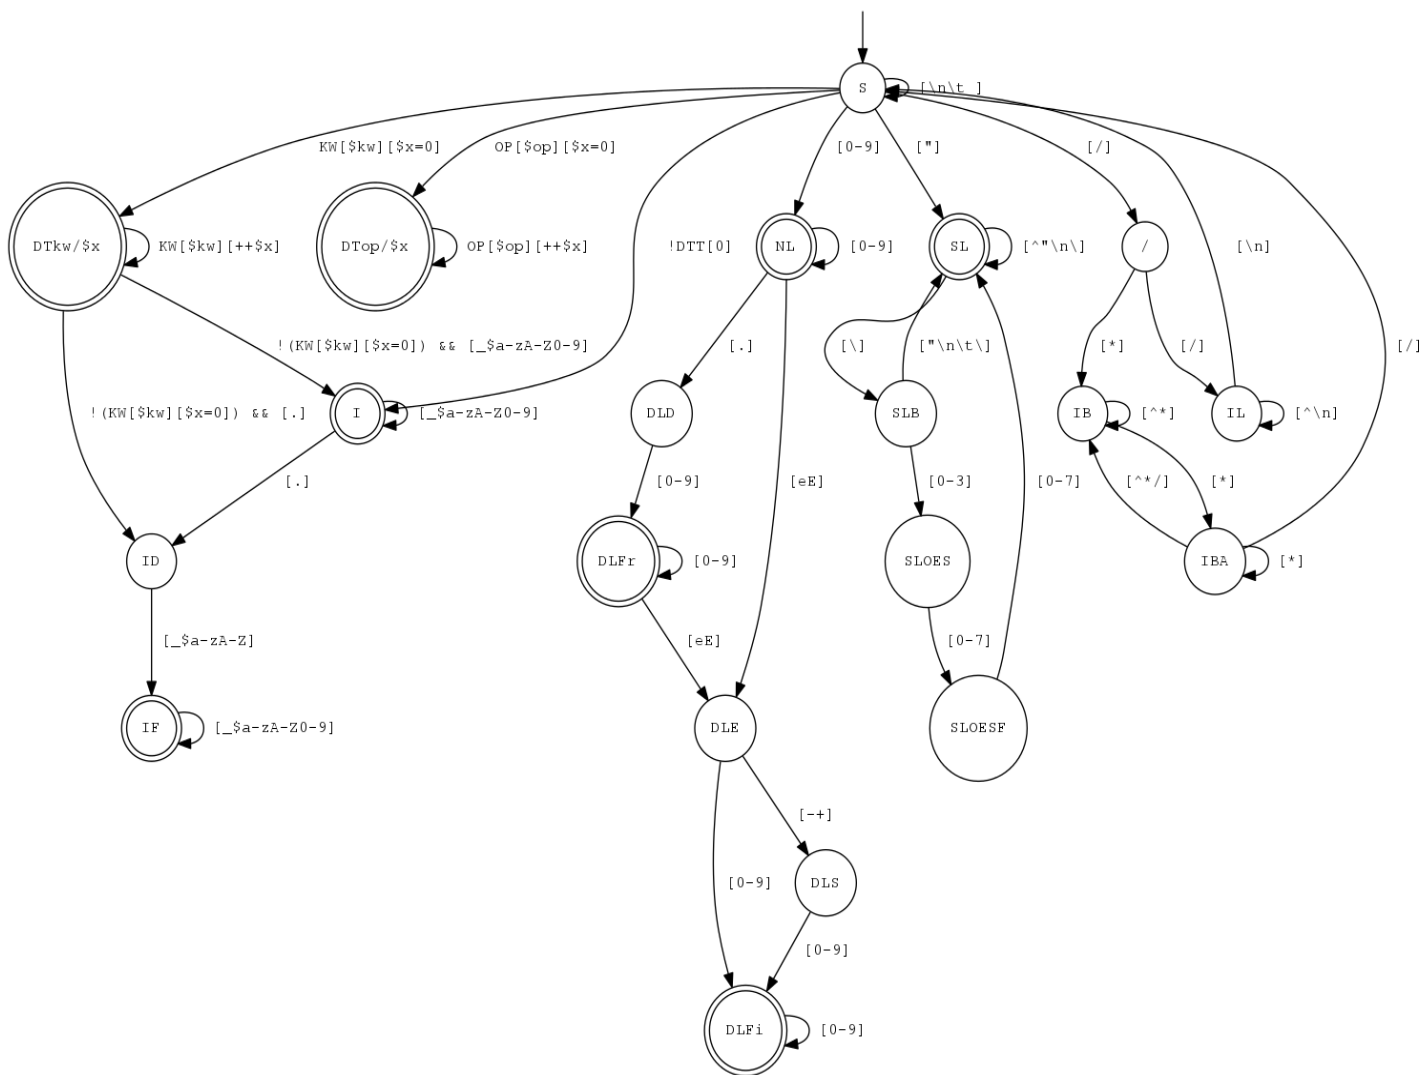 S
[\n\t ]
KW[$kw][$x=0]
OP[$op][$x=0]
[0-9]
["]
[/]
DTkw/$x
KW[$kw][++$x]
DTop/$x
OP[$op][++$x]
!DTT[0]
NL
[0-9]
SL
[^"\n\]
/
[\n]
!(KW[$kw][$x=0]) && [_$a-zA-Z0-9]
[.]
[\]
["\n\t\]
[*]
[/]
[/]
!(KW[$kw][$x=0]) && [.]
I
[_$a-zA-Z0-9]
DLD
SLB
IB
[^*]
IL
[^\n]
[.]
[0-9]
[eE]
[0-3]
[0-7]
[^*/]
[*]
ID
DLFr
[0-9]
SLOES
IBA
[*]
[_$a-zA-Z]
[eE]
[0-7]
IF
[_$a-zA-Z0-9]
DLE
SLOESF
[-+]
[0-9]
DLS
[0-9]
DLFi
[0-9]